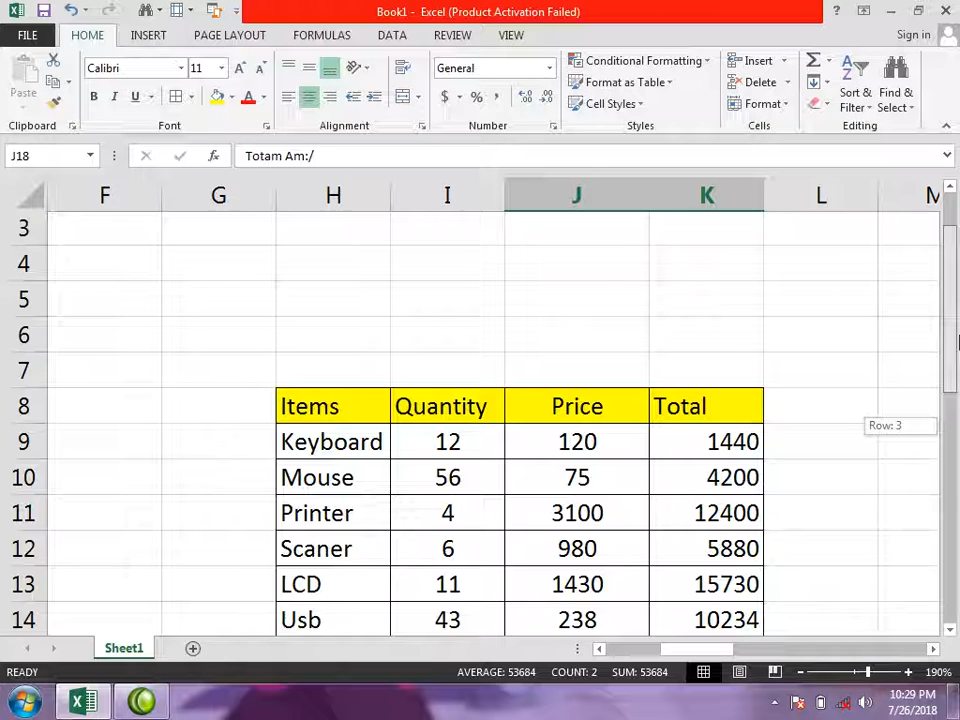 Book1 - Excel (Product Activation Failed)
?
FILE HOME INSERT PAGE LAYOUT FORMULAS DATA REVIEW VIEW Sign in
Paste
Calibri 11
A A
General
Conditional Formatting
Insert
B I U A
$ % ,
Format as Table
Delete
Sort & Filter
Find & Select
Cell Styles
Format
Clipboard Font Alignment Number Styles Cells Editing
J18 fx Totam Am:/
F G H I J K L M
3
4
5
6
7
8 Items Quantity Price Total
9 Keyboard 12 120 1440
Row: 3
10 Mouse 56 75 4200
11 Printer 4 3100 12400
12 Scaner 6 980 5880
13 LCD 11 1430 15730
14 Usb 43 238 10234
Sheet1
READY AVERAGE: 53684 COUNT: 2 SUM: 53684 190%
10:29 PM
7/26/2018